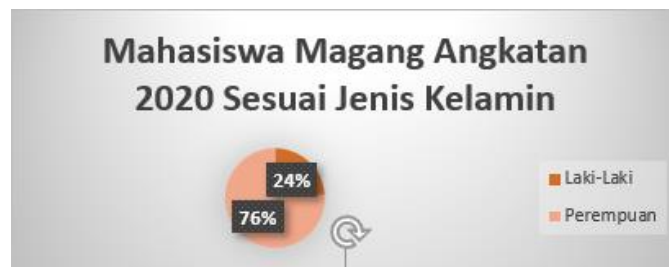 Mahasiswa Magang Angkatan
2020 Sesuai Jenis Kelamin
24%
76%
Laki-Laki
Perempuan